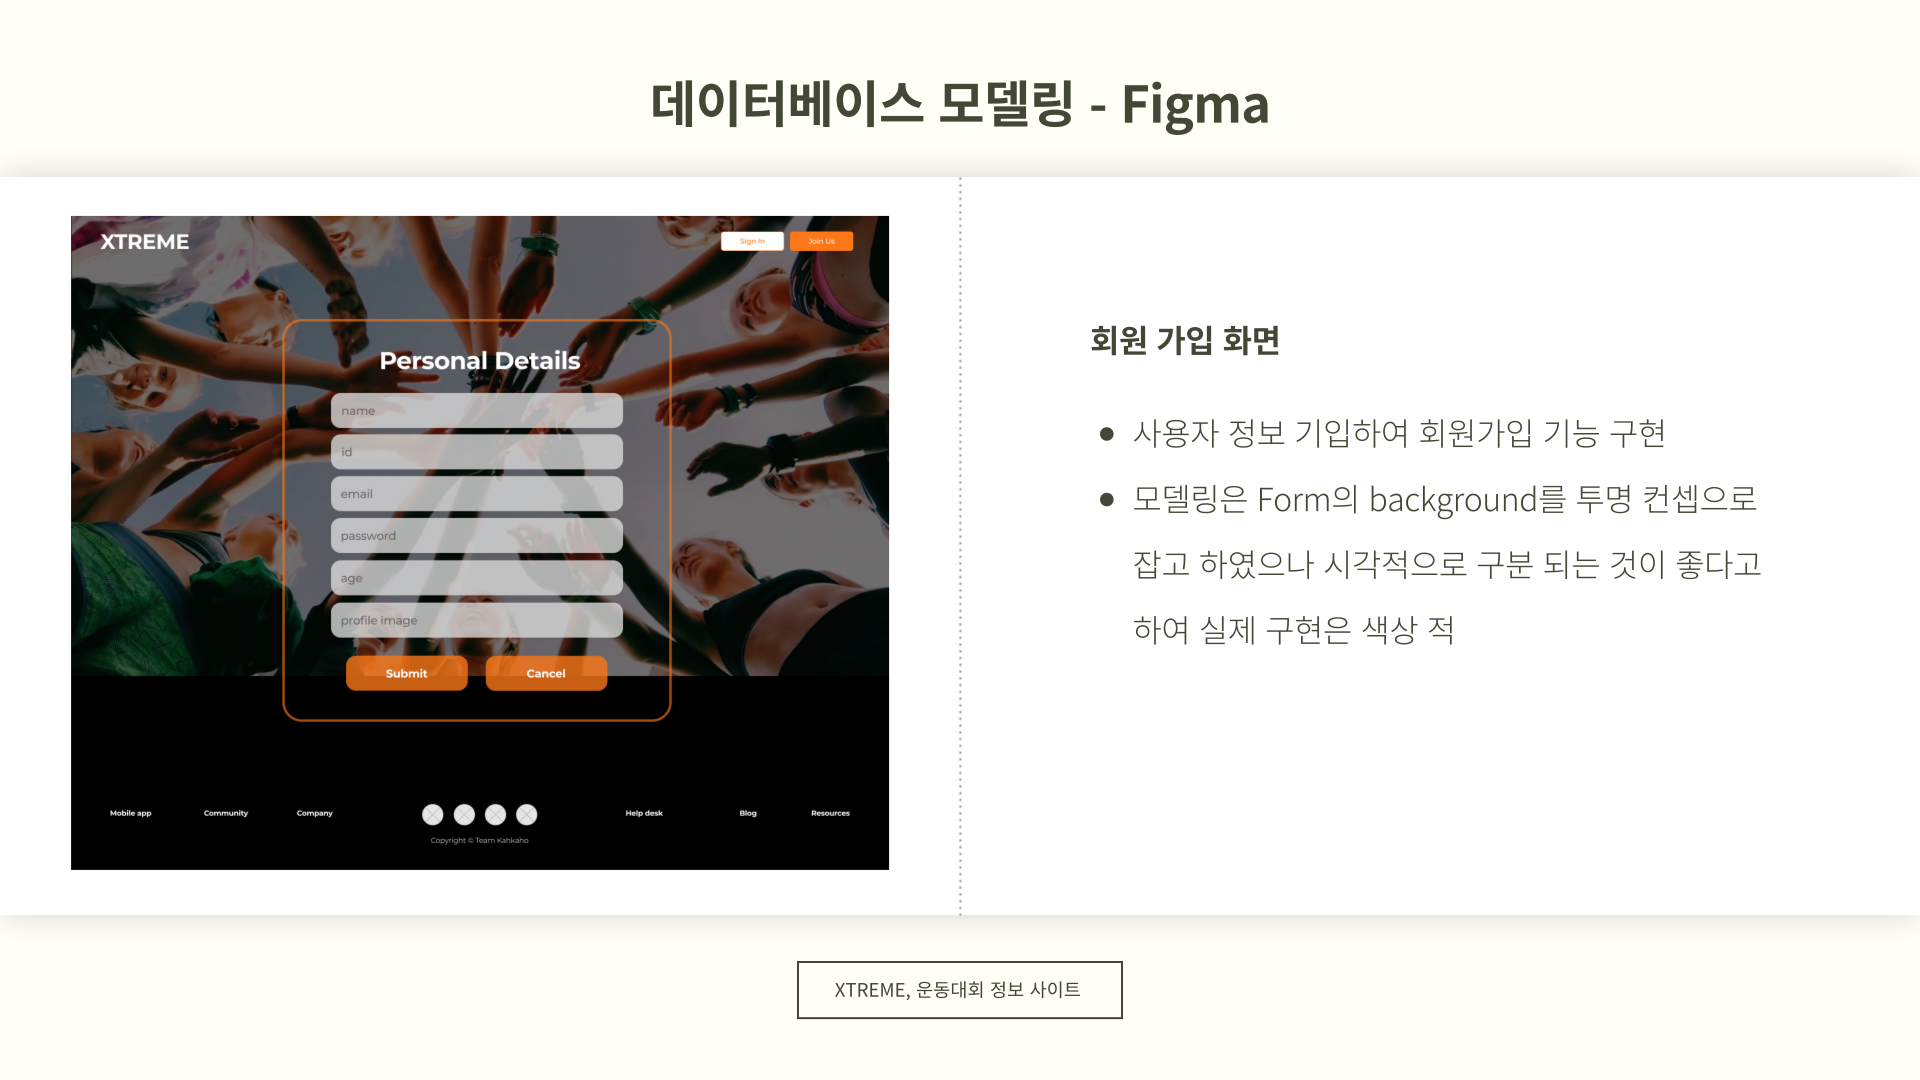 데이터베이스 모델링 - Figma
XTREME
Sign In
Join Us
Personal Details
name
id
email
password
age
profile image
Submit
Cancel
Mobile app
Community
Company
Help desk
Blog
Resources
Copyright © Team Kahkaho
회원 가입 화면
● 사용자 정보 기입하여 회원가입 기능 구현
● 모델링은 Form의 background를 투명 컨셉으로
잡고 하였으나 시각적으로 구분 되는 것이 좋다고
하여 실제 구현은 색상 적
XTREME, 운동대회 정보 사이트